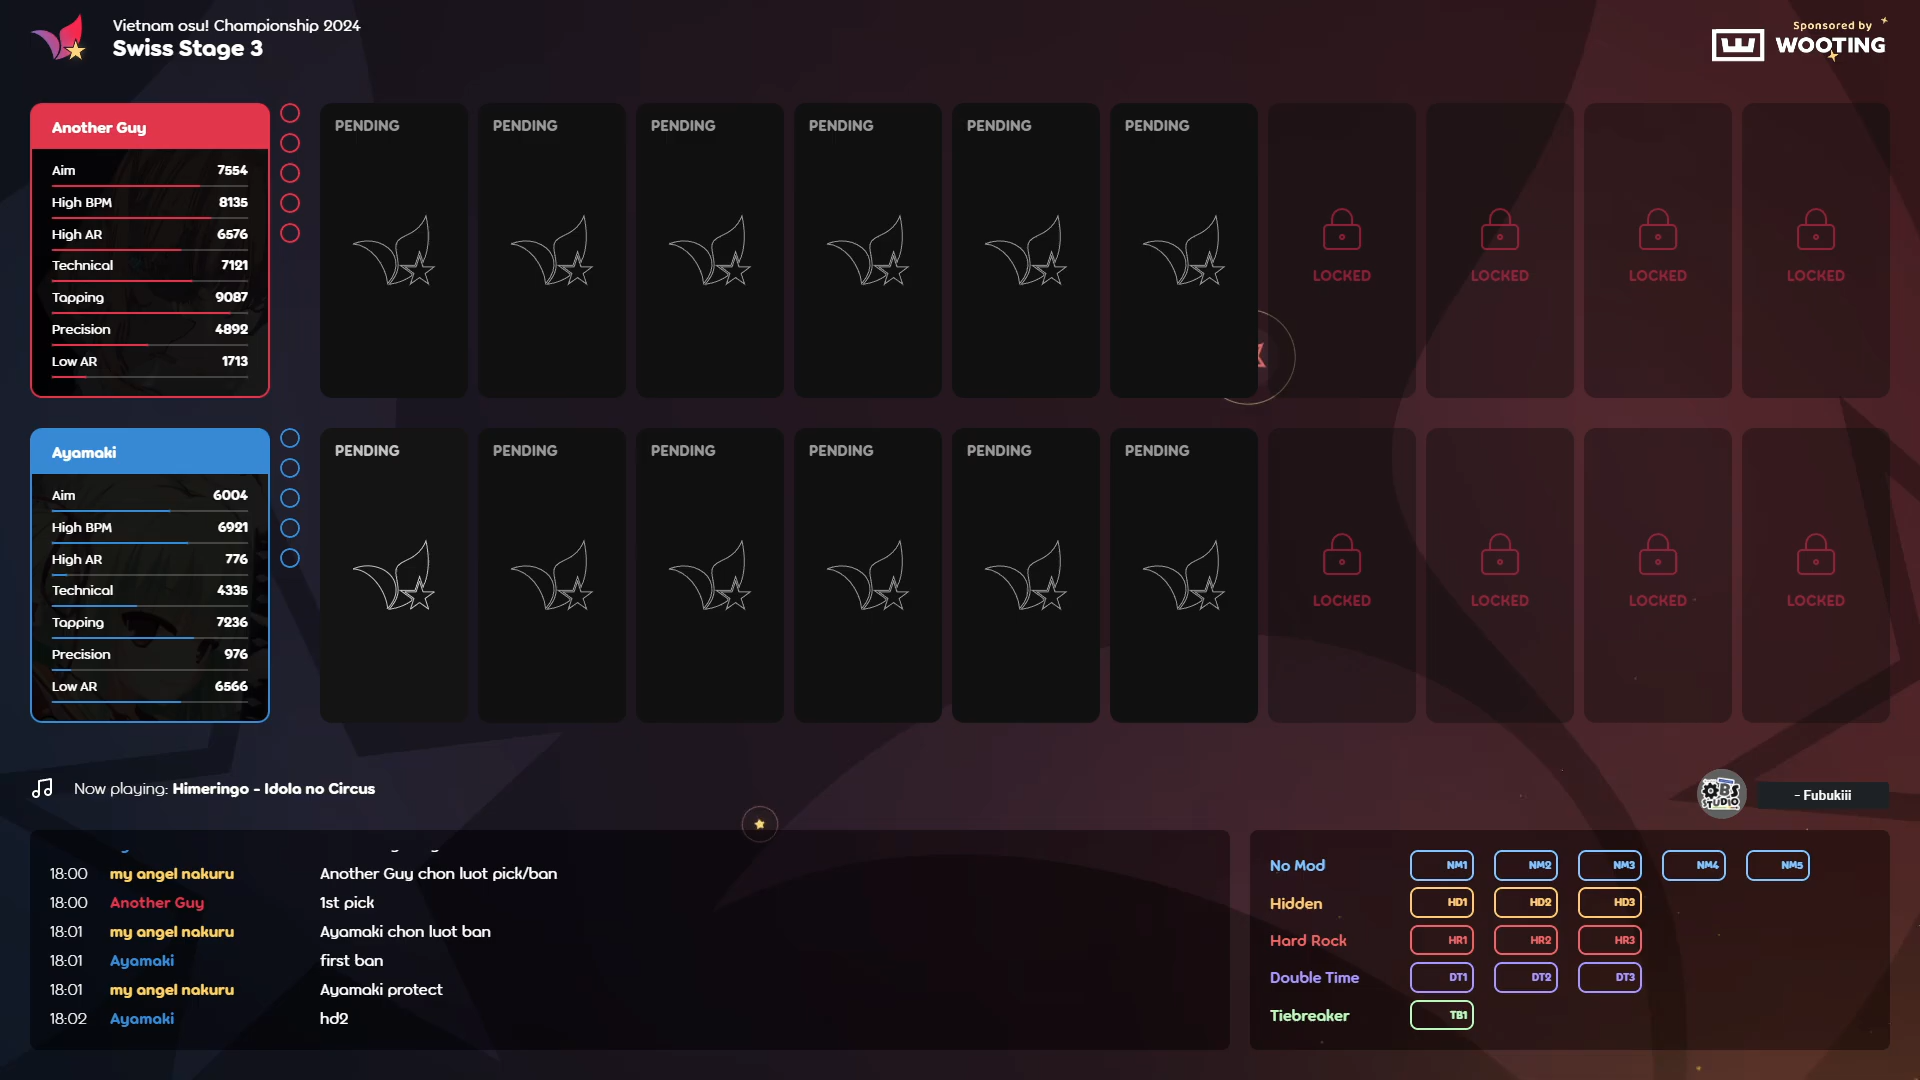 Vietnam osu! Championship 2024
Swiss Stage 3
Sponsored by
WOOTING
Another Guy
Aim 7554
High BPM 8135
High AR 6576
Technical 7121
Tapping 9087
Precision 4892
Low AR 1713
PENDING PENDING PENDING PENDING PENDING PENDING
LOCKED LOCKED LOCKED LOCKED
Ayamaki
Aim 6004
High BPM 6921
High AR 776
Technical 4335
Tapping 7236
Precision 976
Low AR 6566
PENDING PENDING PENDING PENDING PENDING PENDING
LOCKED LOCKED LOCKED LOCKED
Now playing: Himeringo - Idola no Circus
OBS
STUDIO
- Fubukiii
18:00 my angel nakuru Another Guy chon luot pick/ban
18:00 Another Guy 1st pick
18:01 my angel nakuru Ayamaki chon luot ban
18:01 Ayamaki first ban
18:01 my angel nakuru Ayamaki protect
18:02 Ayamaki hd2
No Mod NM1 NM2 NM3 NM4 NM5
Hidden HD1 HD2 HD3
Hard Rock HR1 HR2 HR3
Double Time DT1 DT2 DT3
Tiebreaker TB1